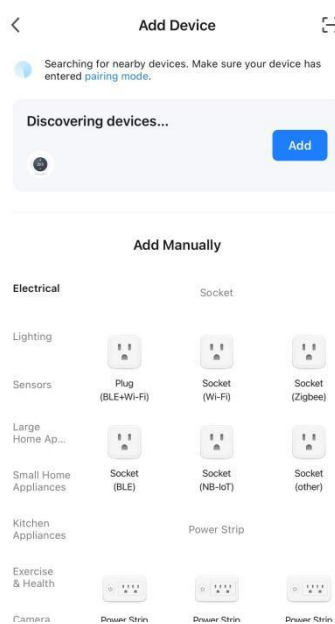 Add Device
Searching for nearby devices. Make sure your device has
entered pairing mode.
Discovering devices...
Add
Add Manually
Electrical
Socket
Lighting
Sensors
Plug
(BLE+Wi-Fi)
Socket
(Wi-Fi)
Socket
(Zigbee)
Large
Home Ap...
Small Home
Appliances
Socket
(BLE)
Socket
(NB-IoT)
Socket
(other)
Kitchen
Appliances
Power Strip
Exercise
& Health
Camera
Power Strip
Power Strip
Power Strip